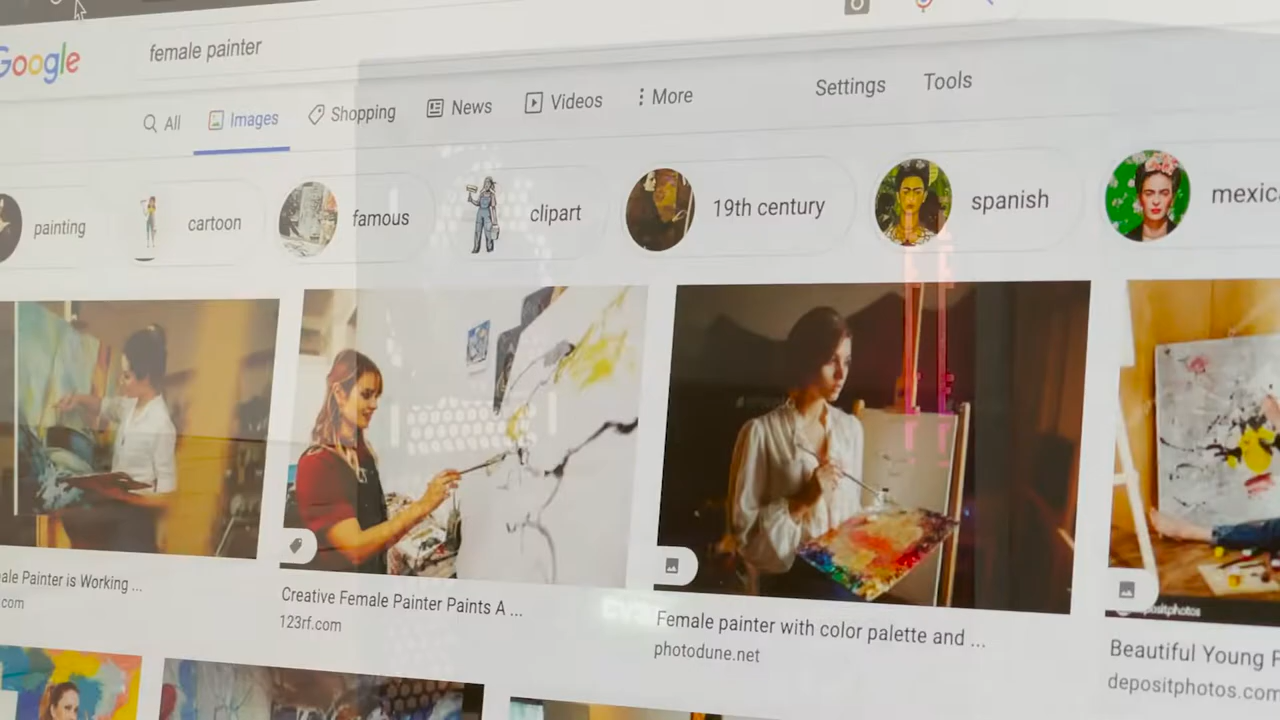 Google
female painter
All
Images
Shopping
News
Videos
More
Settings
Tools
painting
cartoon
famous
clipart
19th century
spanish
mexic
ale Painter is Working ...
.com
Creative Female Painter Paints A ...
123rf.com
Female painter with color palette and ...
photodune.net
depositphotos
Beautiful Young F
depositphotos.com